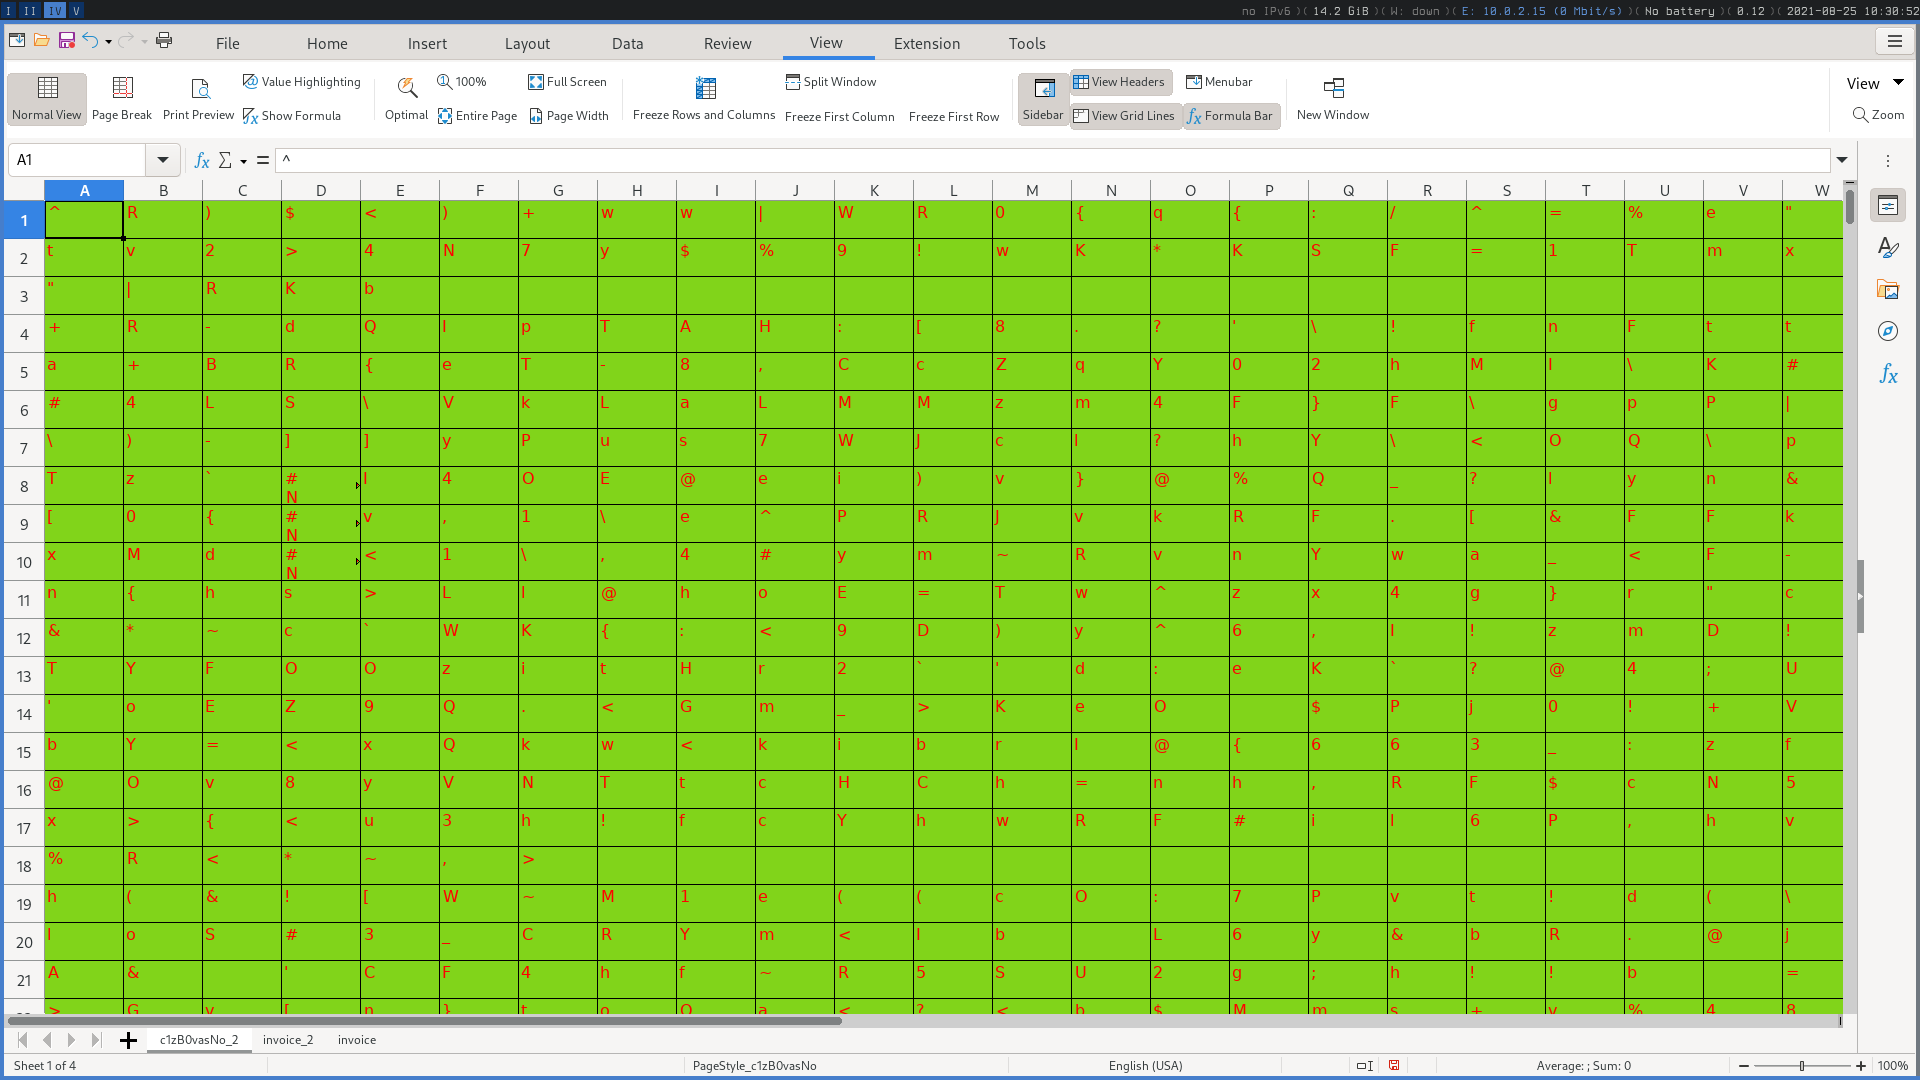 I II IV V no IPv6 )( 14.2 GiB )( W: down )( E: 10.0.2.15 (0 Mbit/s) )( No battery )( 0.12 )( 2021-08-25 10:30:52
File Home Insert Layout Data Review View Extension Tools
Value Highlighting 100% Full Screen Split Window View Headers Menubar View
Normal View Page Break Print Preview Show Formula Optimal Entire Page Page Width Freeze Rows and Columns Freeze First Column Freeze First Row Sidebar View Grid Lines Formula Bar New Window Zoom
A1 ^
A B C D E F G H I J K L M N O P Q R S T U V W
1 ^ R ) $ < ) + w w | W R 0 { q { : / ^ = % e "
2 t v 2 > 4 N 7 y $ % 9 ! w K * K S F = 1 T m x
3 " | R K b
4 + R - d Q I p T A H : [ 8 . ? ' \ ! f n F t t
5 a + B R { e T - 8 , C c Z q Y 0 2 h M I \ K #
6 # 4 L S \ V k L a L M M z m 4 F } F \ g p P |
7 \ ) - ] ] y P u s 7 W J c l ? h Y \ < O Q \ p
8 T z ` # N I 4 O E @ e i ) v } @ % Q _ ? I y n &
9 [ 0 { # N v , 1 \ e ^ P R J v k R F . [ & F F k
10 x M d # N < 1 \ , 4 # y m ~ R v n Y w a _ < F -
11 n { h s > L I @ h o E = T w ^ z x 4 g } r " c
12 & * ~ c ` W K { : < 9 D ) y ^ 6 , I ! z m D !
13 T Y F O O z i t H r 2 ` ' d : e K ` ? @ 4 ; U
14 ' o E Z 9 Q . < G m _ > K e O $ P j 0 ! + V
15 b Y = < x Q k w < k i b r I @ { 6 6 3 _ : z f
16 @ O v 8 y V N T t c H C h = n h , R F $ c N 5
17 x > { < u 3 h ! f c Y h w R F # i I 6 P , h v
18 % R < * ~ , >
19 h ( & ! [ W ~ M 1 e ( ( c O : 7 P v t ! d ( \
20 I o S # 3 _ C R Y m < I b L 6 y & b R . @ j
21 A & ' C F 4 h f ~ R 5 S U 2 g ; h ! ! b =
> G v [ n } t o Q a < ? < b $ M m s + v % 4 8
c1zB0vasNo_2 invoice_2 invoice
Sheet 1 of 4 PageStyle_c1zB0vasNo English (USA) Average: ; Sum: 0 100%